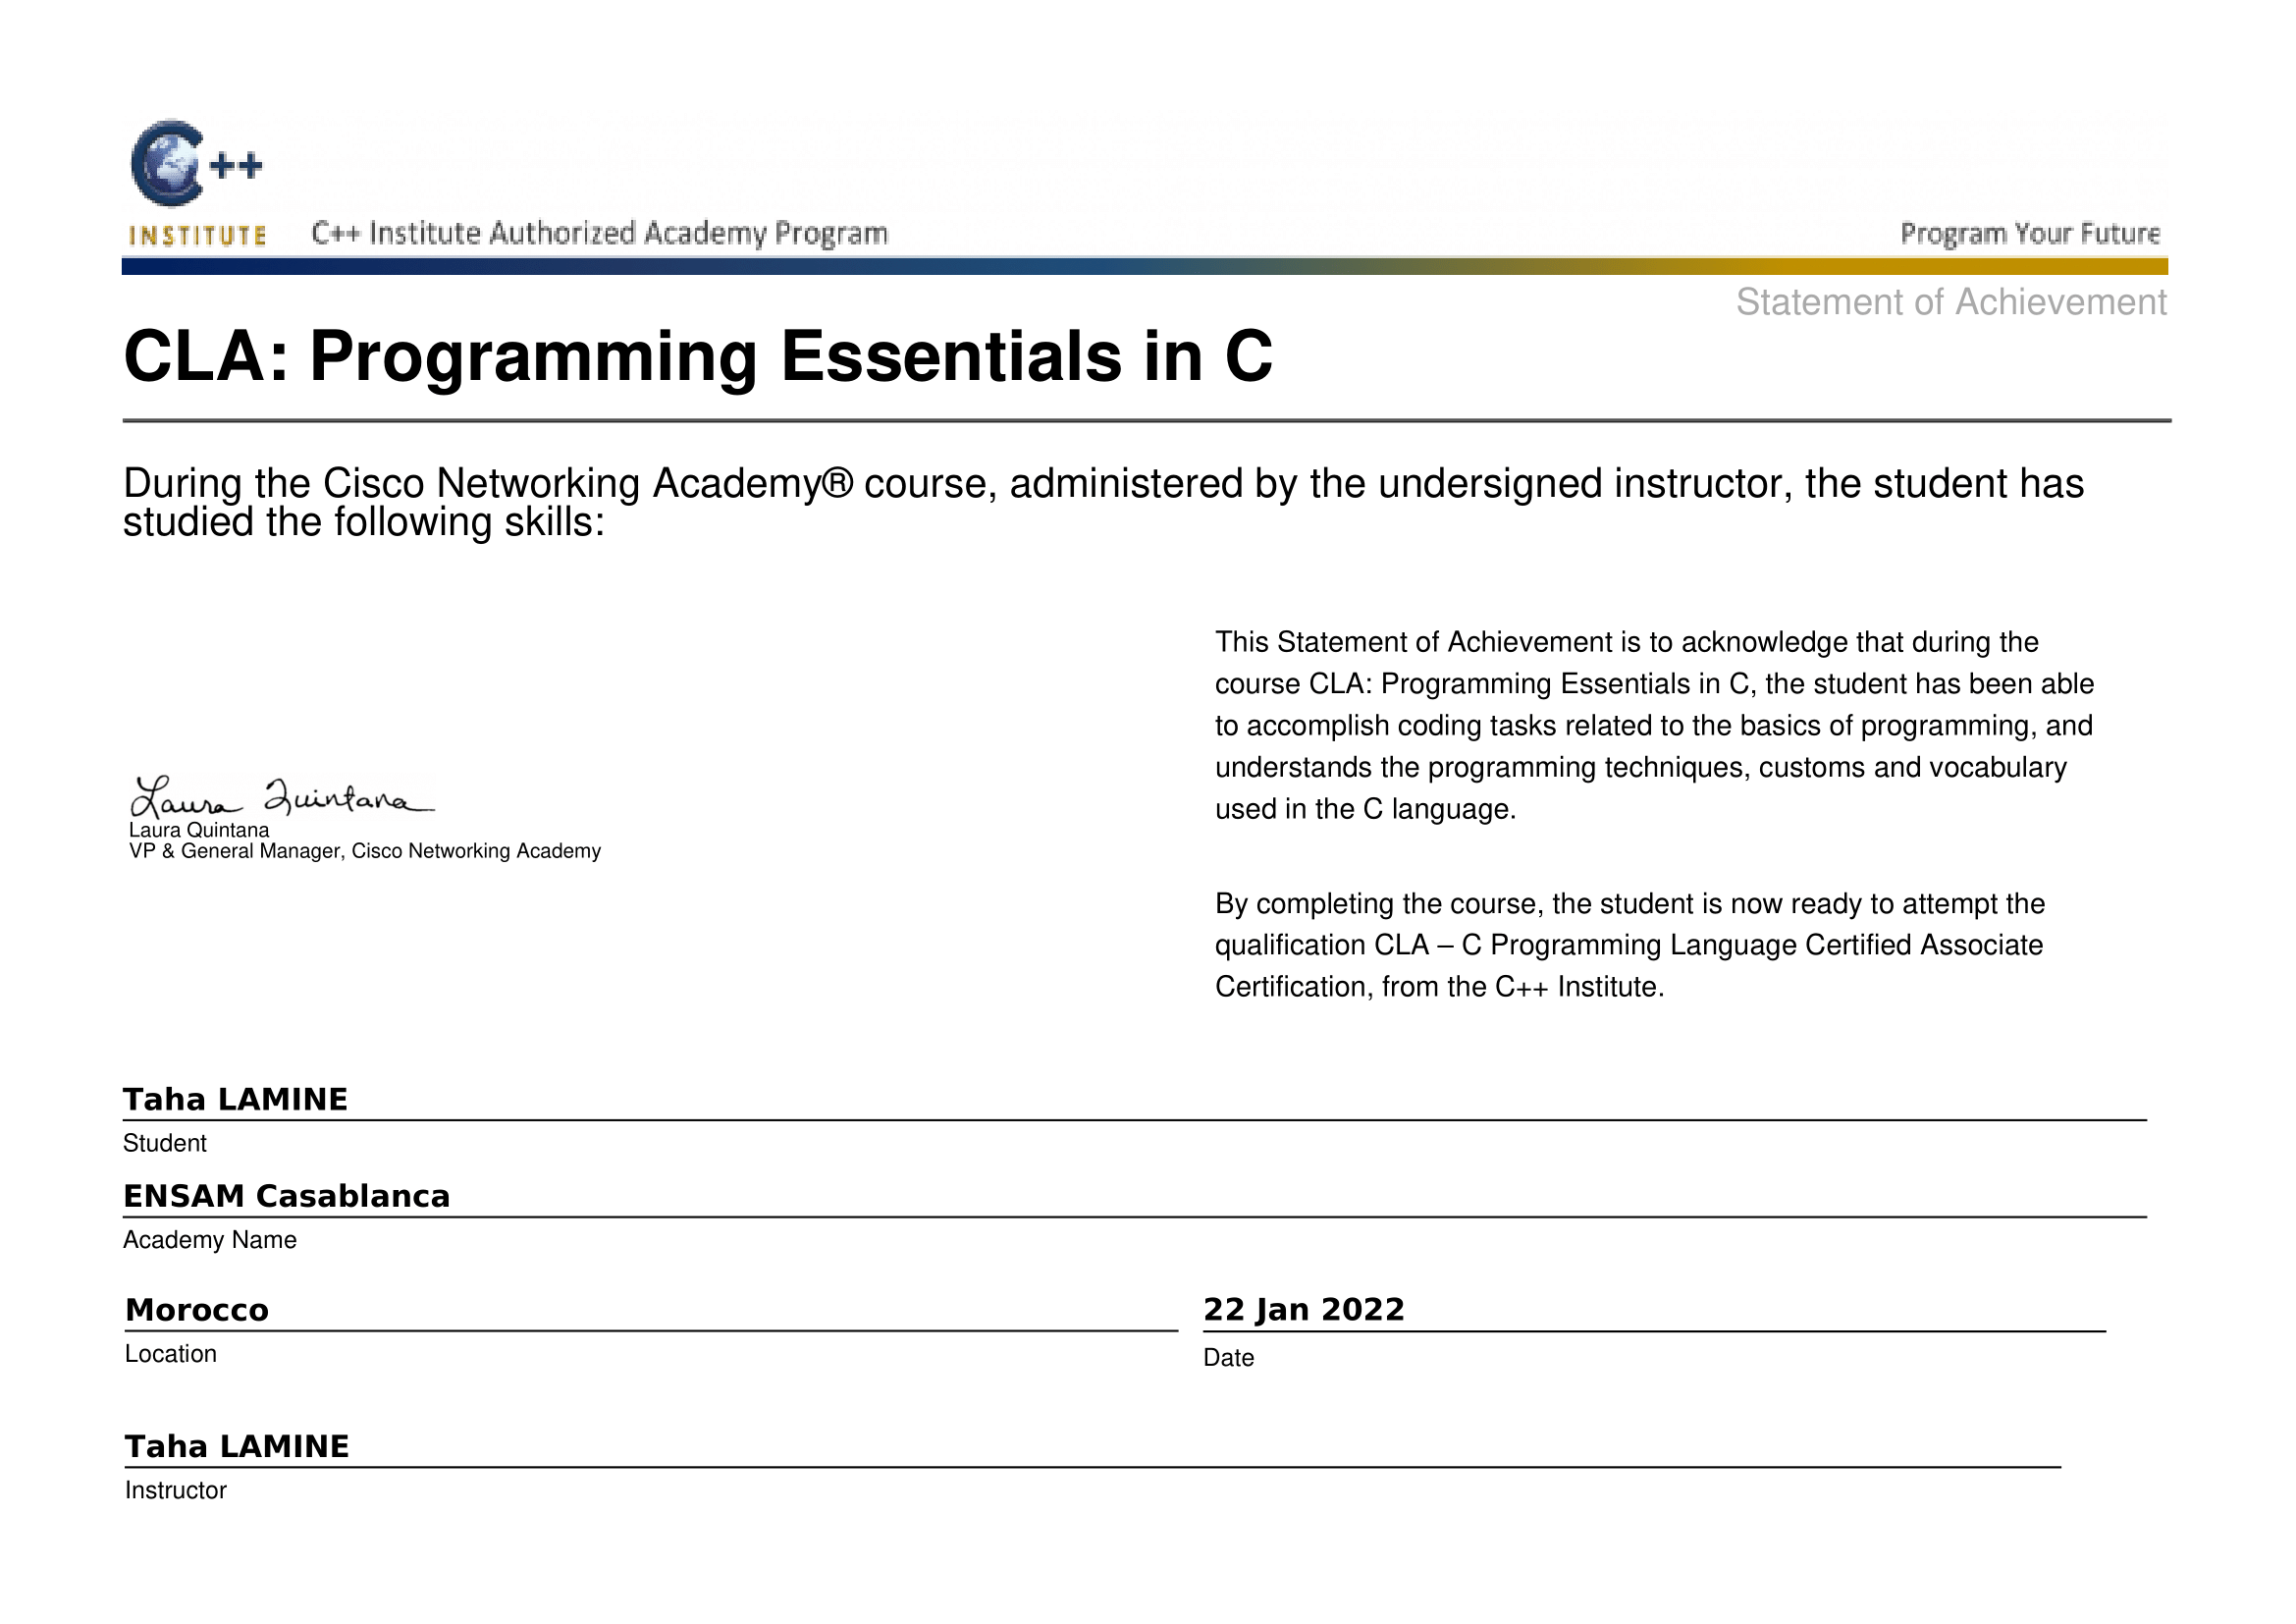 C++
INSTITUTE
C++ Institute Authorized Academy Program
Program Your Future
Statement of Achievement
CLA: Programming Essentials in C
During the Cisco Networking Academy® course, administered by the undersigned instructor, the student has
studied the following skills:
This Statement of Achievement is to acknowledge that during the
course CLA: Programming Essentials in C, the student has been able
to accomplish coding tasks related to the basics of programming, and
understands the programming techniques, customs and vocabulary
used in the C language.
Laura Quintana
Laura Quintana
VP & General Manager, Cisco Networking Academy
By completing the course, the student is now ready to attempt the
qualification CLA – C Programming Language Certified Associate
Certification, from the C++ Institute.
Taha LAMINE
Student
ENSAM Casablanca
Academy Name
Morocco
Location
22 Jan 2022
Date
Taha LAMINE
Instructor